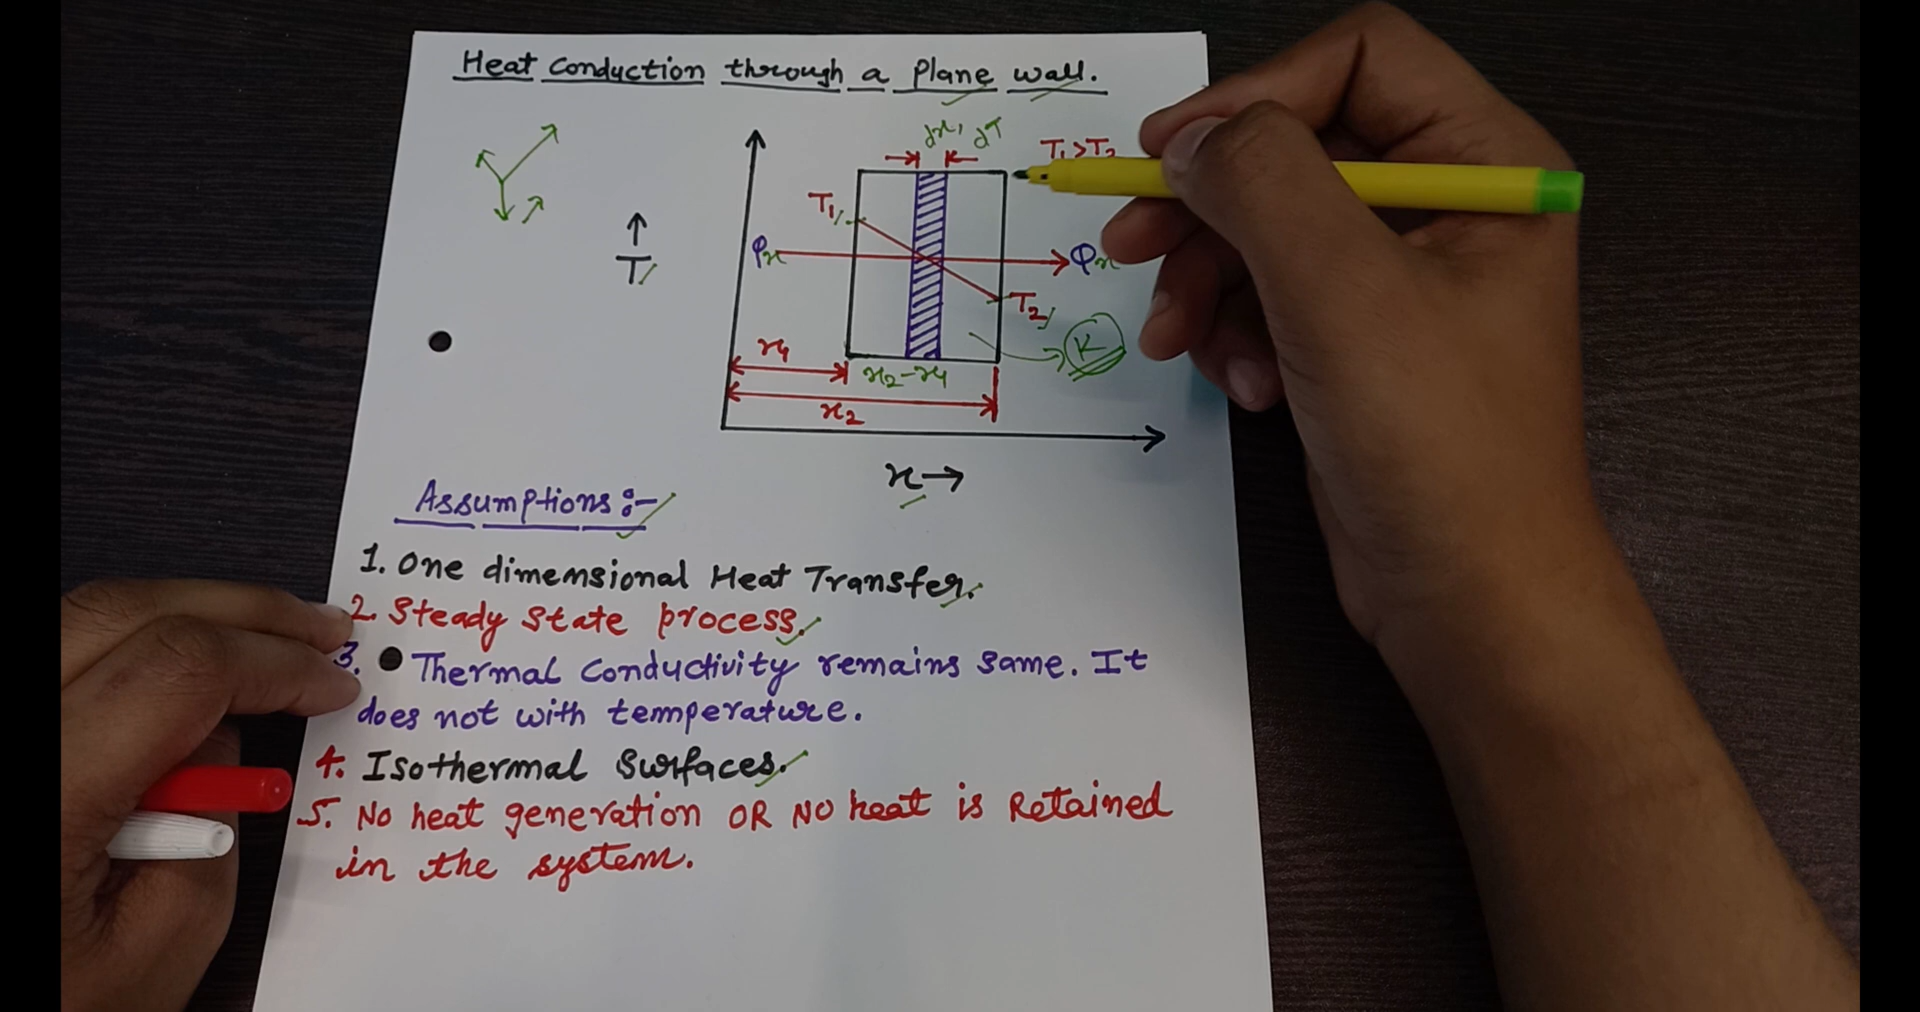 Heat Conduction through a Plane wall.
dx, dT
T1>T2
T1
T
Qx
Qx
T2
K
x1
x2-x1
x2
x→
Assumptions :-
1. One dimensional Heat Transfer.
2. Steady State process.
3. Thermal Conductivity remains same. It
does not with temperature.
4. Isothermal Surfaces.
5. No heat generation OR NO heat is Retained
in the system.